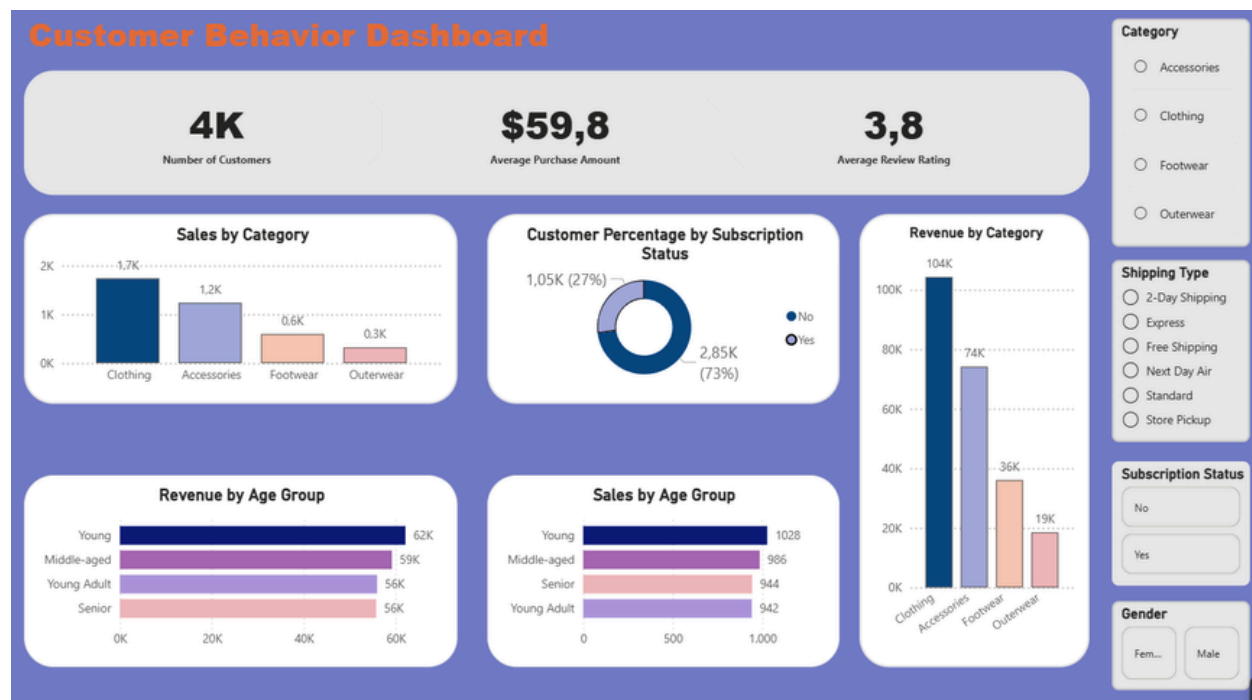 Customer Behavior Dashboard
4K
Number of Customers
$59,8
Average Purchase Amount
3,8
Average Review Rating
Sales by Category
2K
1K
0K
1,7K
1,2K
0,6K
0,3K
Clothing
Accessories
Footwear
Outerwear
Customer Percentage by Subscription
Status
1,05K (27%)
2,85K
(73%)
No
Yes
Revenue by Category
100K
80K
60K
40K
20K
0K
104K
74K
36K
19K
Clothing
Accessories
Footwear
Outerwear
Revenue by Age Group
Young 62K
Middle-aged 59K
Young Adult 56K
Senior 56K
0K 20K 40K 60K
Sales by Age Group
Young 1028
Middle-aged 986
Senior 944
Young Adult 942
0 500 1.000
Category
Accessories
Clothing
Footwear
Outerwear
Shipping Type
2-Day Shipping
Express
Free Shipping
Next Day Air
Standard
Store Pickup
Subscription Status
No
Yes
Gender
Fem...
Male